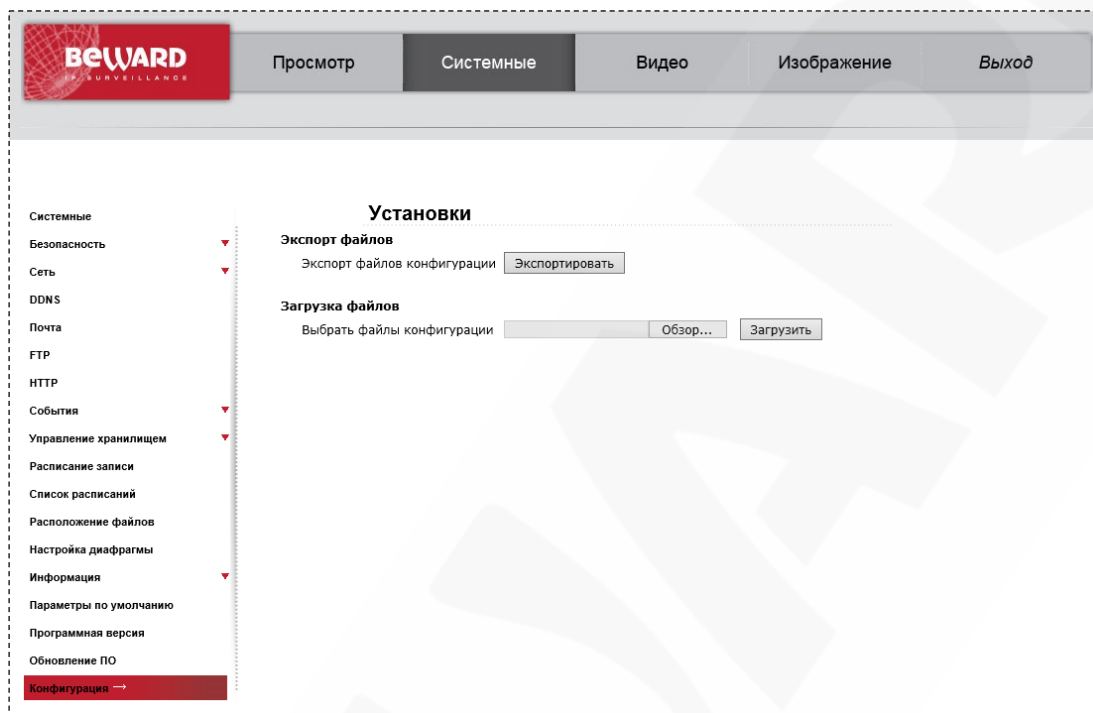 BEWARD
IP SURVEILLANCE
Просмотр Системные Видео Изображение Выход
Системные
Безопасность
Сеть
DDNS
Почта
FTP
HTTP
События
Управление хранилищем
Расписание записи
Список расписаний
Расположение файлов
Настройка диафрагмы
Информация
Параметры по умолчанию
Программная версия
Обновление ПО
Конфигурация →
Установки
Экспорт файлов
Экспорт файлов конфигурации Экспортировать
Загрузка файлов
Выбрать файлы конфигурации Обзор... Загрузить